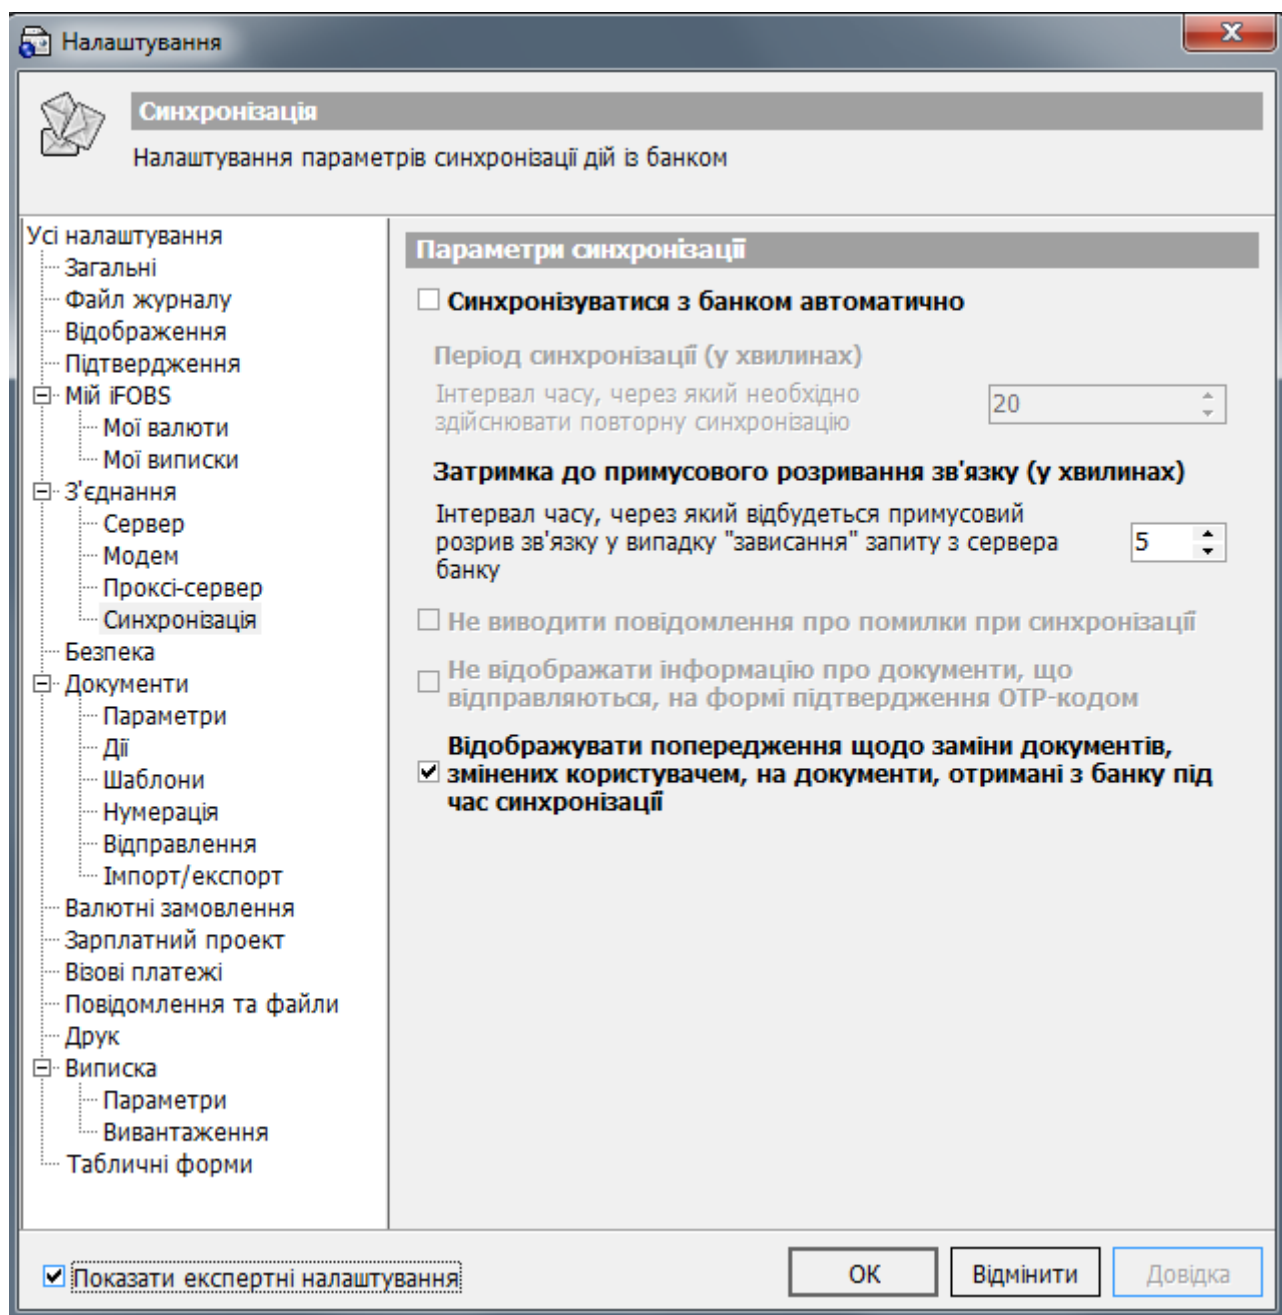 Налаштування
Синхронізація
Налаштування параметрів синхронізації дій із банком
Усі налаштування
Загальні
Файл журналу
Відображення
Підтвердження
Мій iFOBS
Мої валюти
Мої виписки
З'єднання
Сервер
Модем
Проксі-сервер
Синхронізація
Безпека
Документи
Параметри
Дії
Шаблони
Нумерація
Відправлення
Імпорт/експорт
Валютні замовлення
Зарплатний проект
Візові платежі
Повідомлення та файли
Друк
Виписка
Параметри
Вивантаження
Табличні форми
Параметри синхронізації
Синхронізуватися з банком автоматично
Період синхронізації (у хвилинах)
Інтервал часу, через який необхідно
здійснювати повторну синхронізацію
20
Затримка до примусового розривання зв'язку (у хвилинах)
Інтервал часу, через який відбудеться примусовий
розрив зв'язку у випадку "зависання" запиту з сервера
банку
5
Не виводити повідомлення про помилки при синхронізації
Не відображати інформацію про документи, що
відправляються, на формі підтвердження ОТР-кодом
Відображувати попередження щодо заміни документів,
змінених користувачем, на документи, отримані з банку під
час синхронізації
Показати експертні налаштування
ОК
Відмінити
Довідка